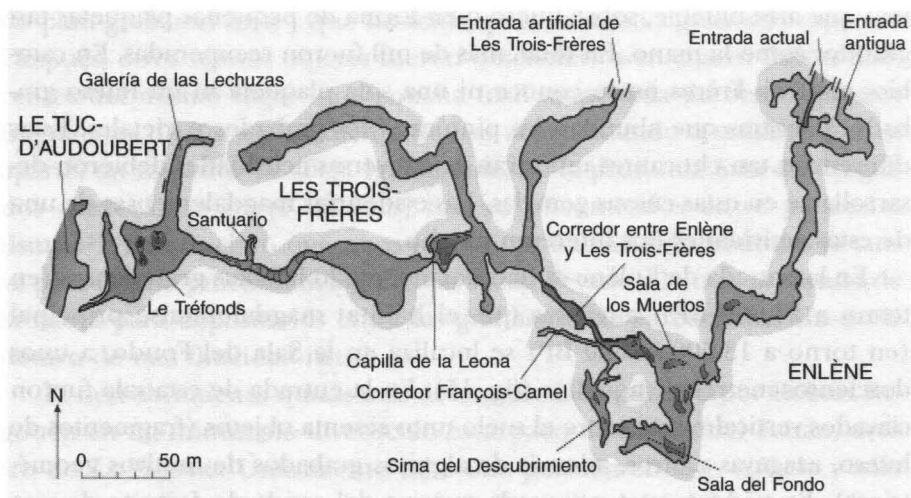 Entrada artificial de
Les Trois-Frères
Entrada actual
Entrada
antigua
Galería de las Lechuzas
LE TUC-
D'AUDOUBERT
LES TROIS-
FRÈRES
Santuario
Corredor entre Enlène
y Les Trois-Frères
Le Tréfonds
Sala de
los Muertos
Capilla de la Leona
Corredor François-Camel
ENLÈNE
0 50 m
Sima del Descubrimiento
Sala del Fondo